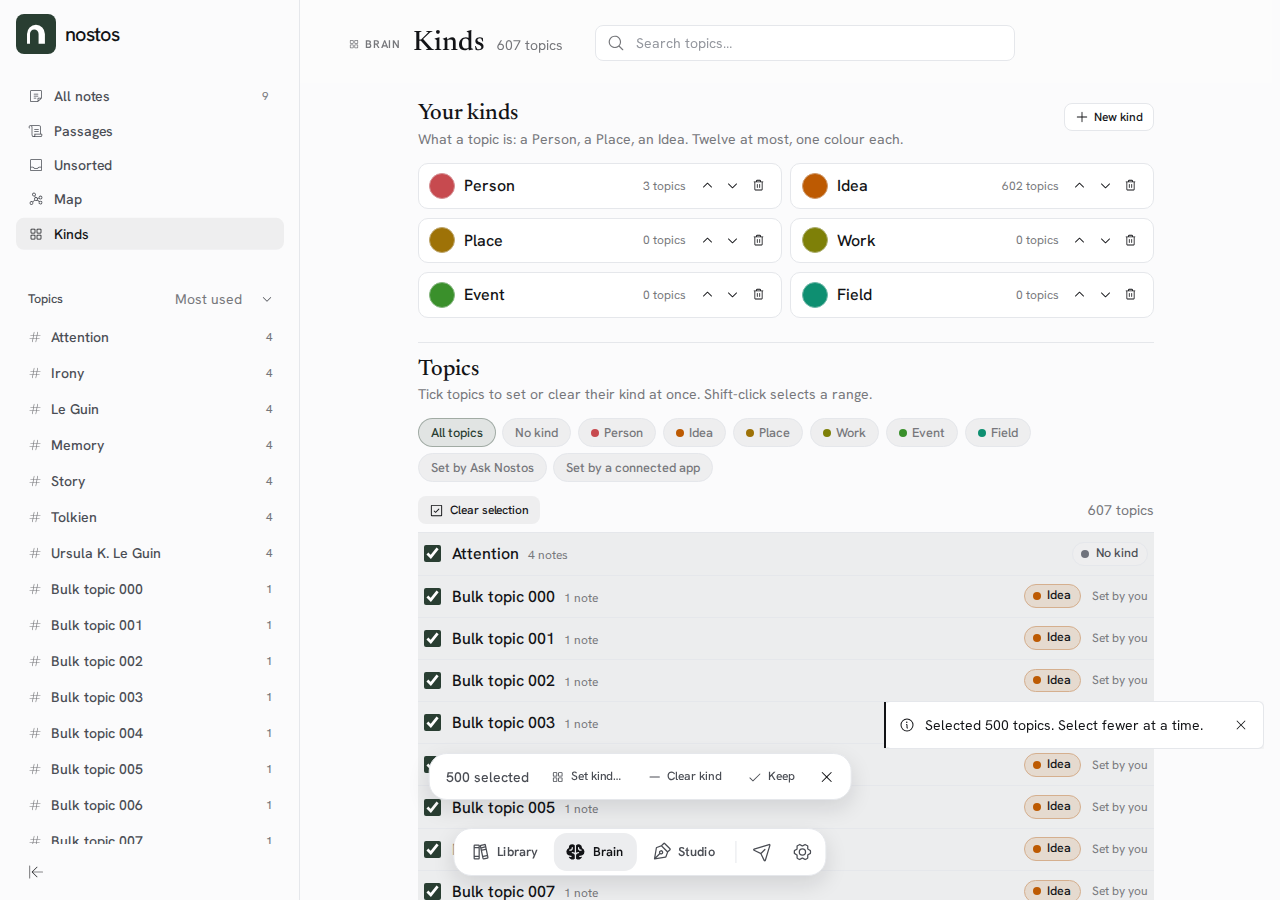 nostos
All notes 9
Passages
Unsorted
Map
Kinds
Topics Most used
# Attention 4
# Irony 4
# Le Guin 4
# Memory 4
# Story 4
# Tolkien 4
# Ursula K. Le Guin 4
# Bulk topic 000 1
# Bulk topic 001 1
# Bulk topic 002 1
# Bulk topic 003 1
# Bulk topic 004 1
# Bulk topic 005 1
# Bulk topic 006 1
# Bulk topic 007 1
BRAIN Kinds 607 topics
Search topics...
Your kinds
New kind
What a topic is: a Person, a Place, an Idea. Twelve at most, one colour each.
Person 3 topics
Idea 602 topics
Place 0 topics
Work 0 topics
Event 0 topics
Field 0 topics
Topics
Tick topics to set or clear their kind at once. Shift-click selects a range.
All topics No kind Person Idea Place Work Event Field
Set by Ask Nostos Set by a connected app
Clear selection 607 topics
Attention 4 notes No kind
Bulk topic 000 1 note Idea Set by you
Bulk topic 001 1 note Idea Set by you
Bulk topic 002 1 note Idea Set by you
Bulk topic 003 1 note
Selected 500 topics. Select fewer at a time.
Idea Set by you
500 selected Set kind... Clear kind Keep
Bulk topic 005 1 note Idea Set by you
Idea Set by you
Library Brain Studio
Bulk topic 007 1 note Idea Set by you